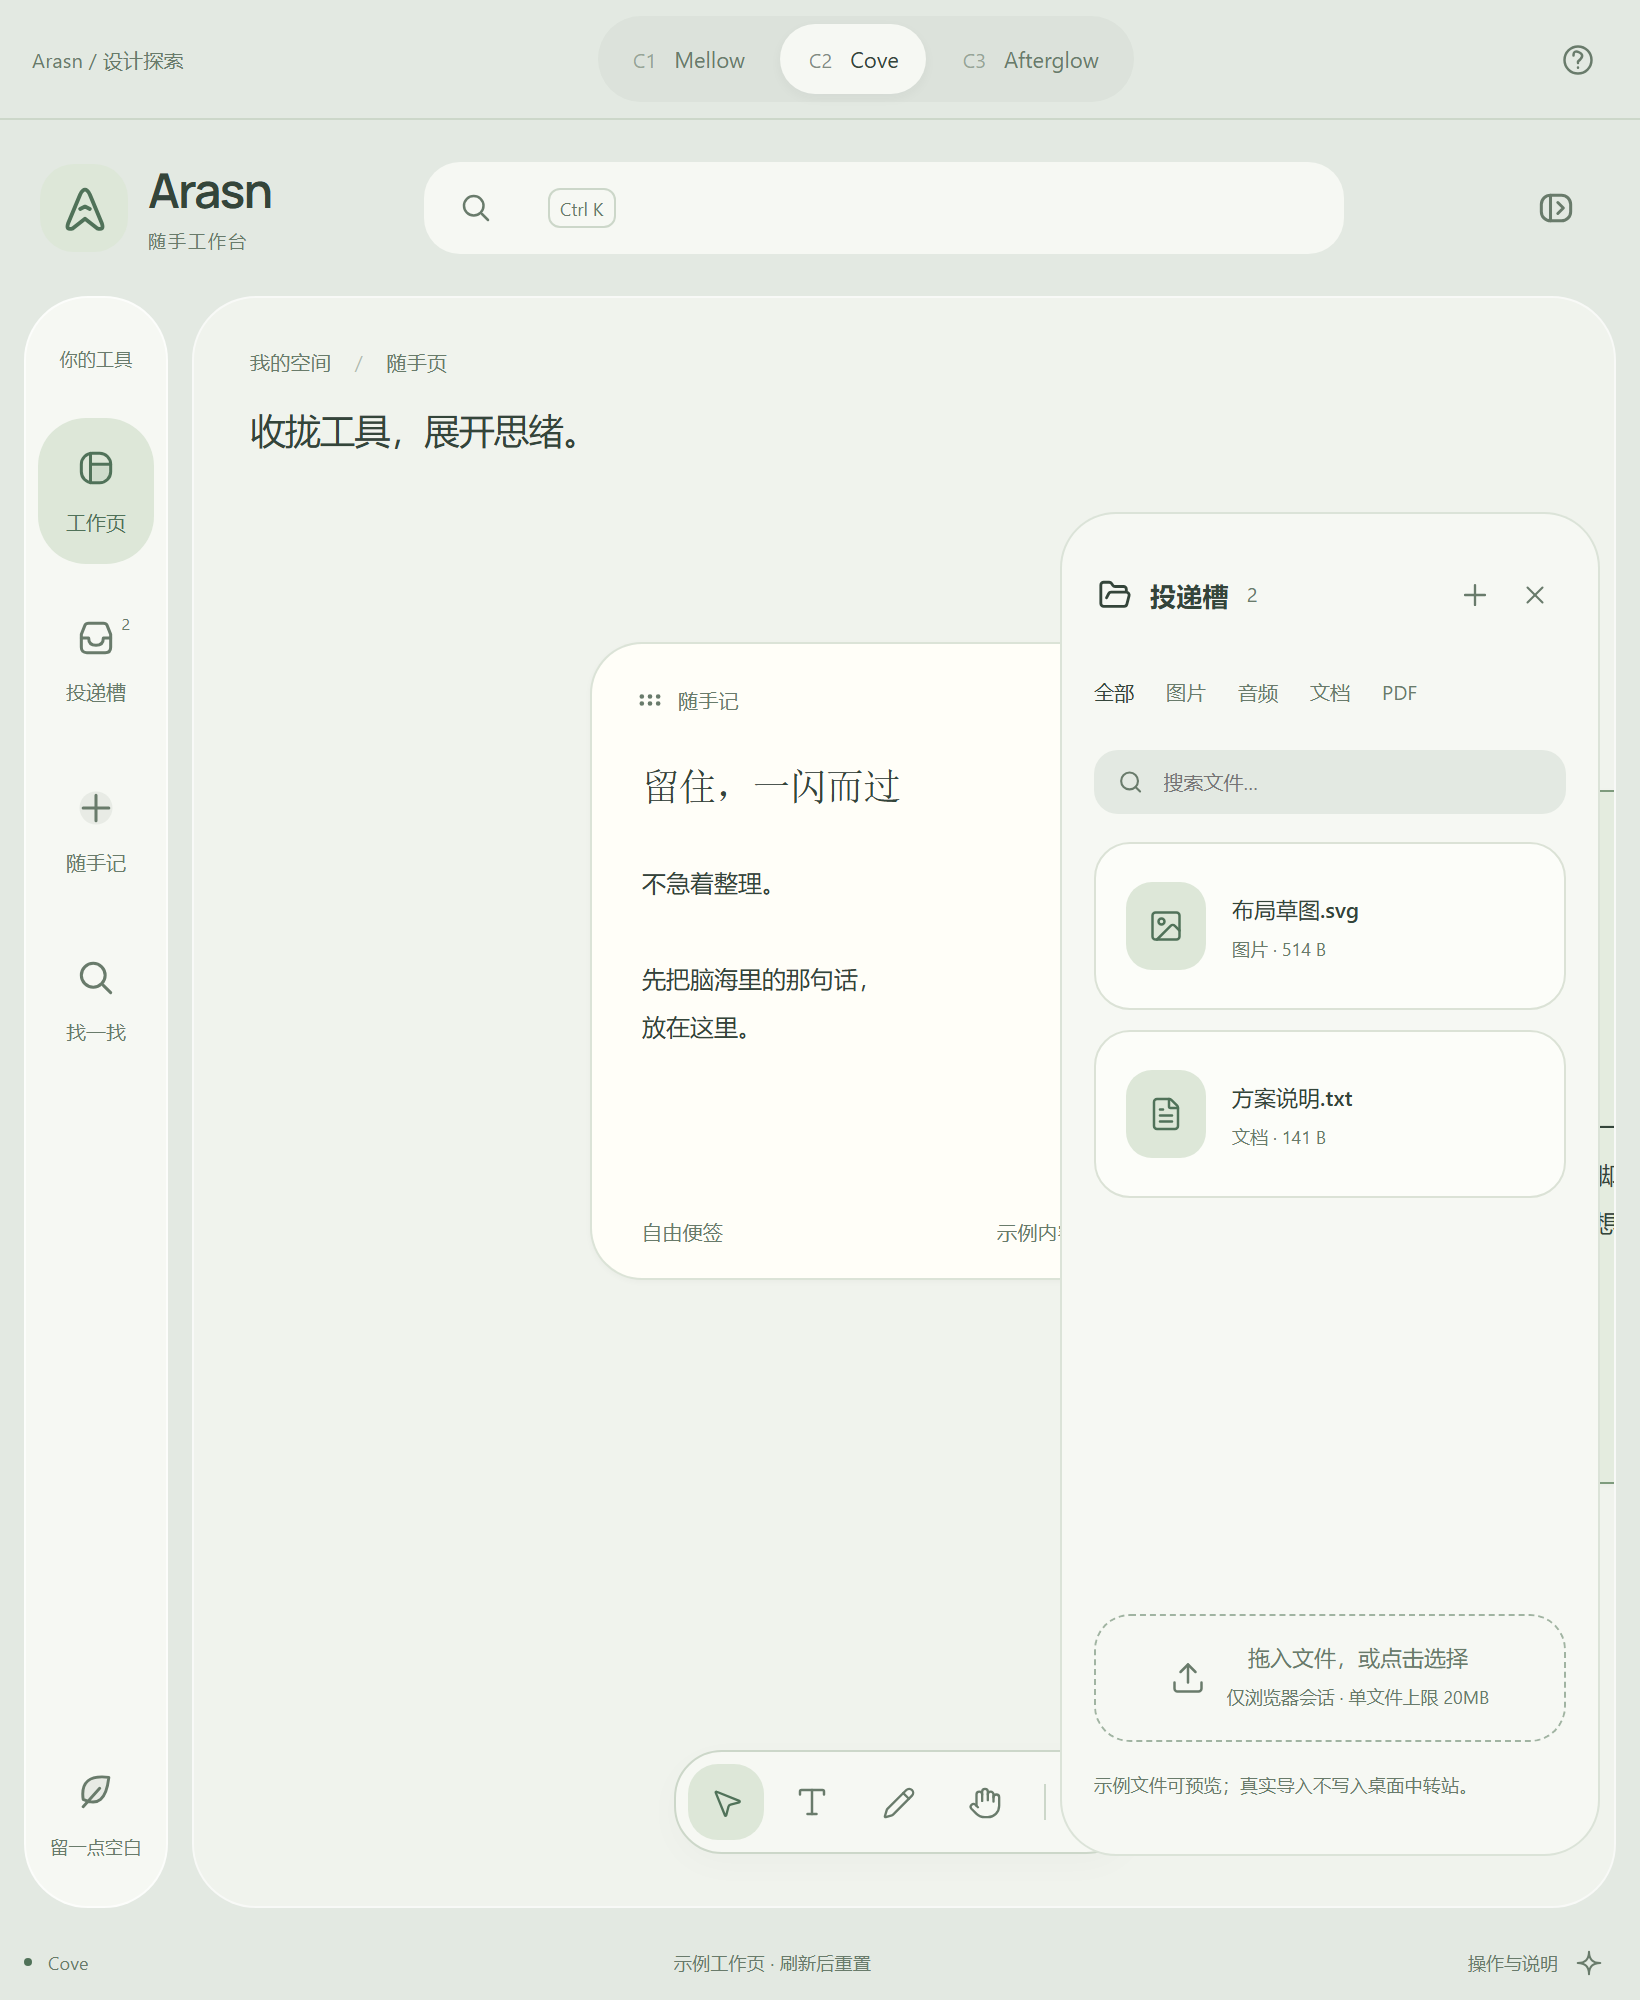 Arasn / 设计探索
C1 Mellow
C2 Cove
C3 Afterglow
Arasn
随手工作台
Ctrl K
你的工具
工作页
2
投递槽
随手记
找一找
留一点空白
我的空间 / 随手页
收拢工具，展开思绪。
随手记
留住，一闪而过
不急着整理。
先把脑海里的那句话，
放在这里。
自由便签
示例内
投递槽 2
全部 图片 音频 文档 PDF
搜索文件...
布局草图.svg
图片 · 514 B
方案说明.txt
文档 · 141 B
拖入文件，或点击选择
仅浏览器会话 · 单文件上限 20MB
示例文件可预览；真实导入不写入桌面中转站。
想
Cove
示例工作页 · 刷新后重置
操作与说明